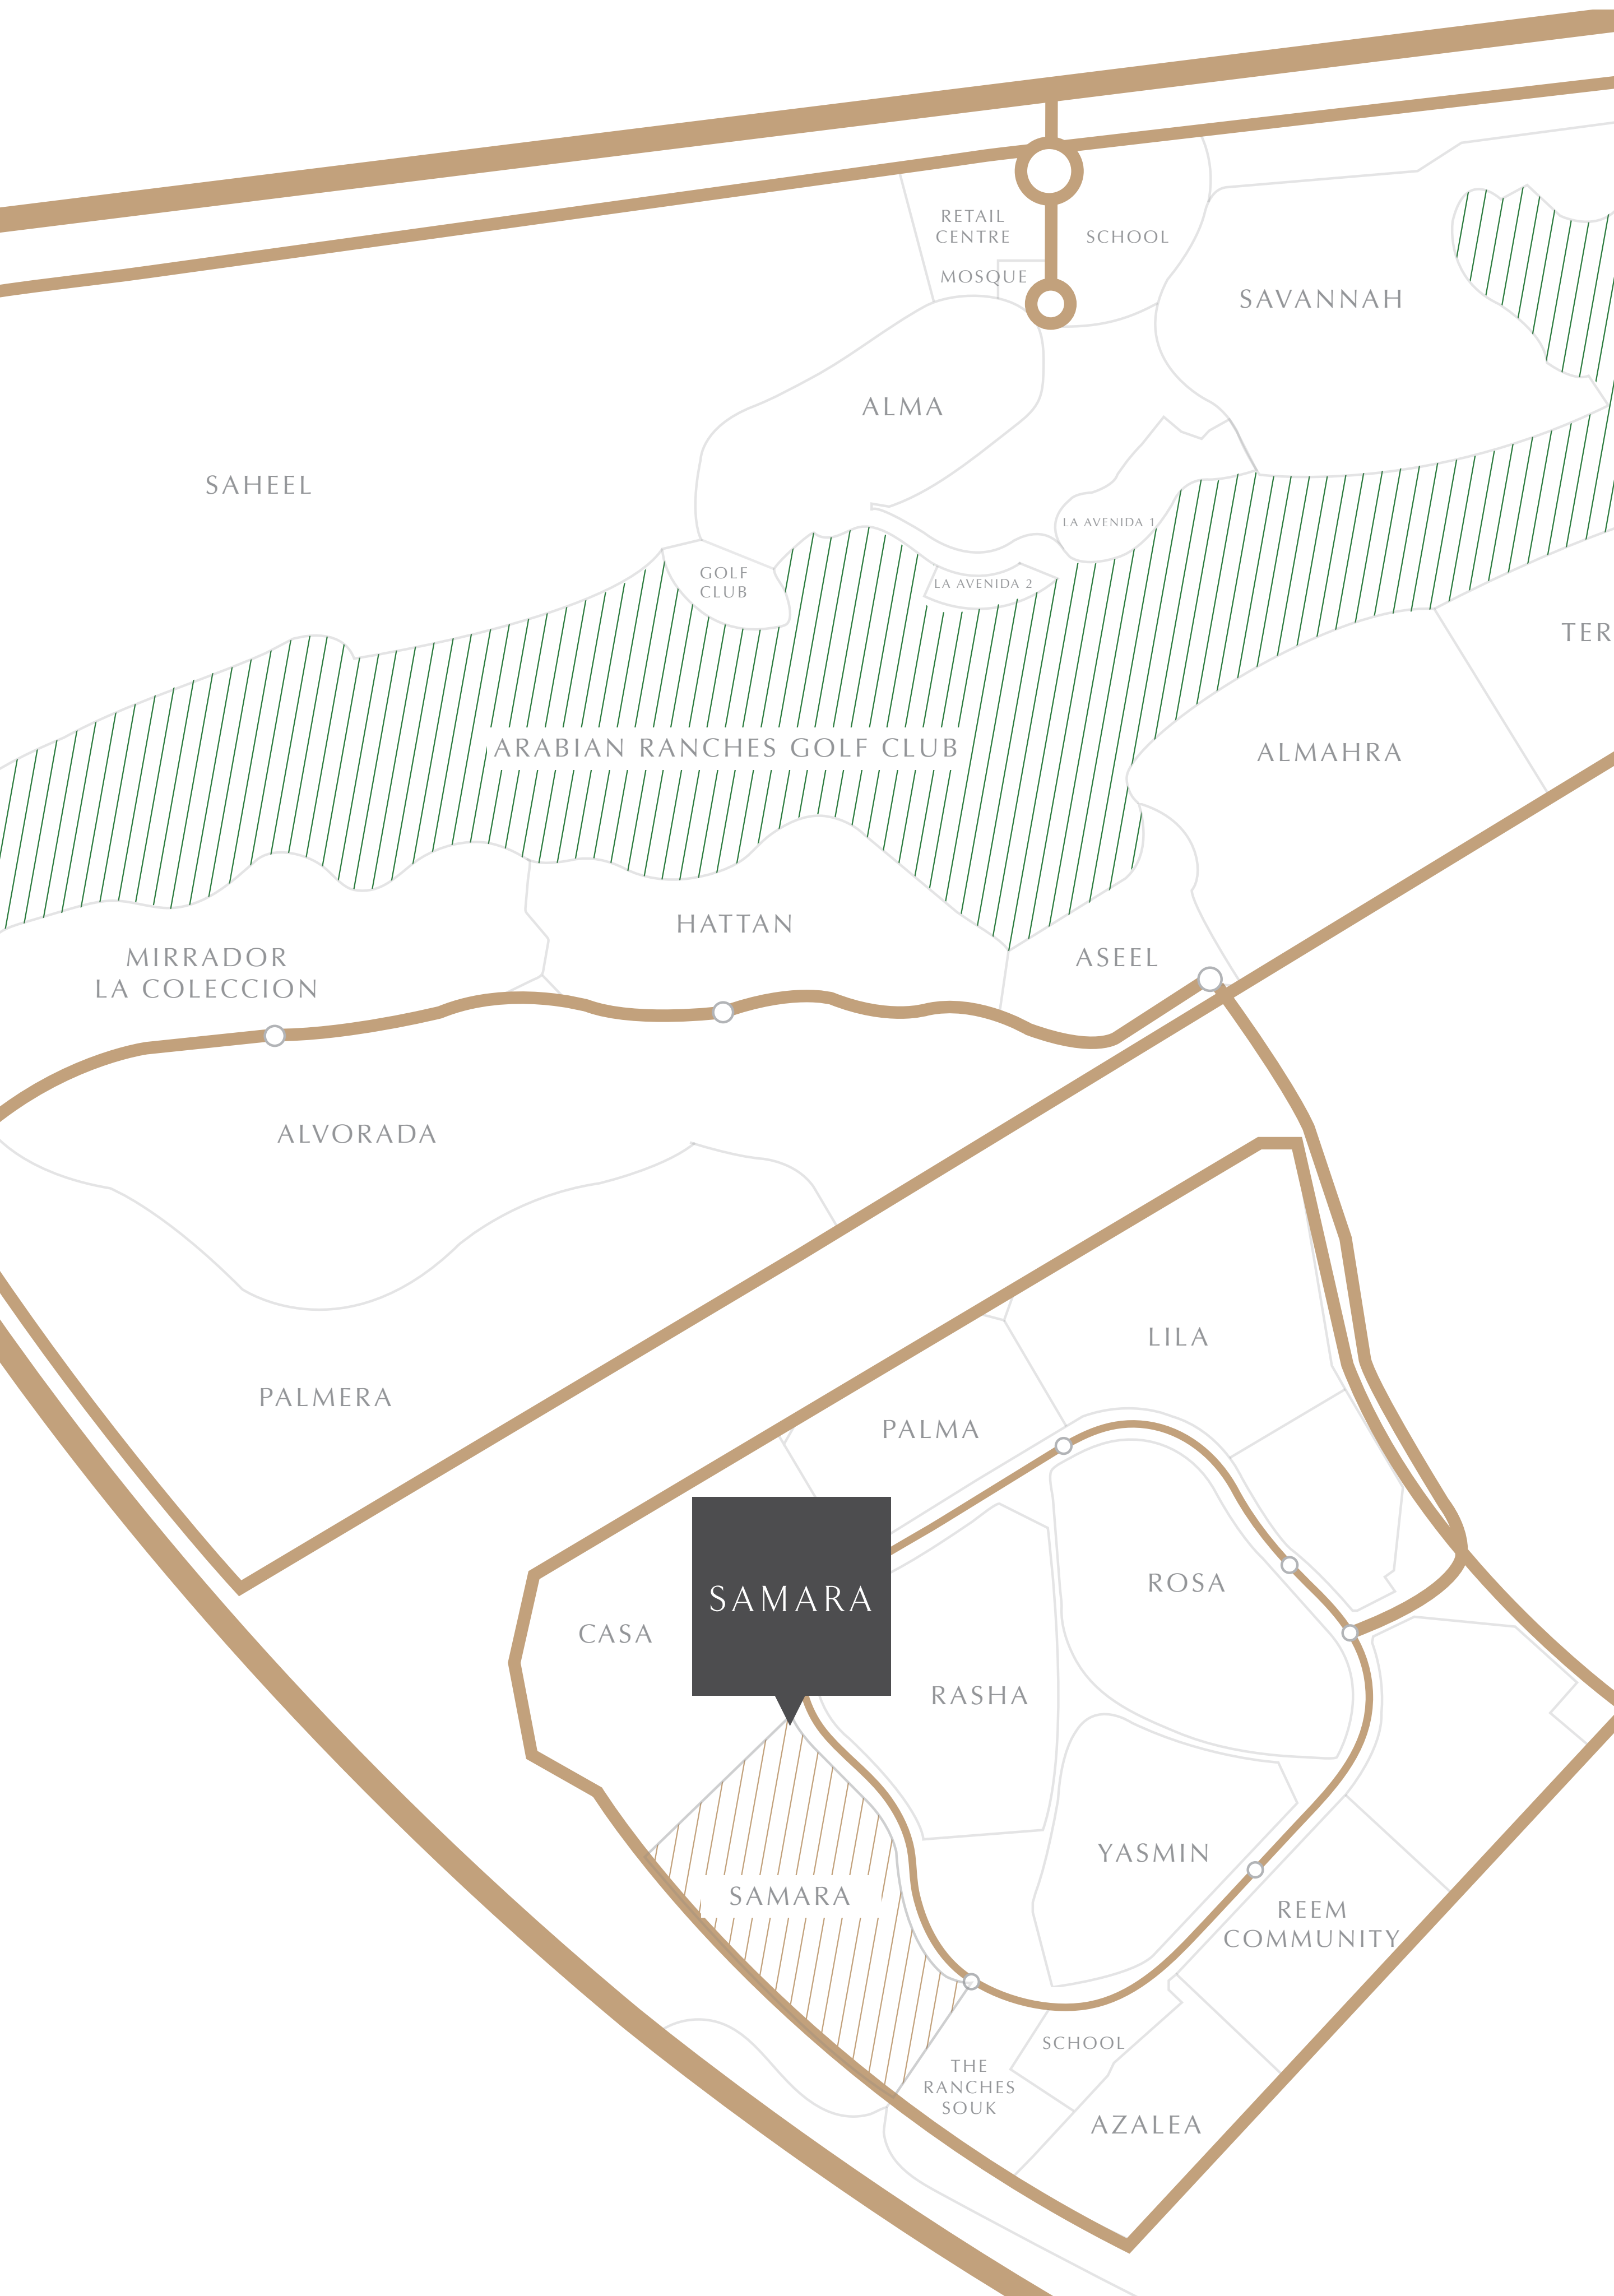 RETAIL
CENTRE
SCHOOL
MOSQUE
SAVANNAH
ALMA
SAHEEL
LA AVENIDA 1
GOLF
CLUB
LA AVENIDA 2
TER
ARABIAN RANCHES GOLF CLUB
ALMAHRA
HATTAN
MIRRADOR
LA COLECCION
ASEEL
ALVORADA
LILA
PALMERA
PALMA
ROSA
SAMARA
CASA
RASHA
YASMIN
SAMARA
REEM
COMMUNITY
SCHOOL
THE
RANCHES
SOUK
AZALEA